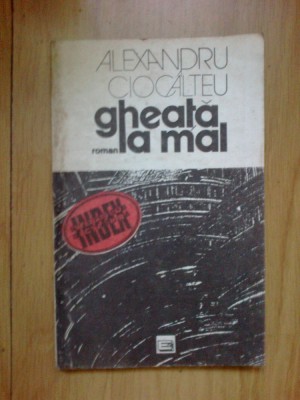 ALEXANDRU
CIOCÂLTEU
gheață
roman la mal
INDEX